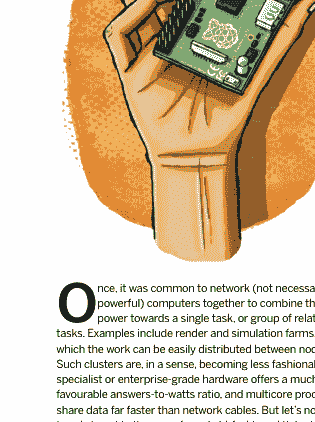 Once, it was common to network (not necessa
powerful) computers together to combine th
power towards a single task, or group of relat
tasks. Examples include render and simulation farms
which the work can be easily distributed between nod
Such clusters are, in a sense, becoming less fashional
specialist or enterprise-grade hardware offers a much
favourable answers-to-watts ratio, and multicore proc
share data far faster than network cables. But let's no